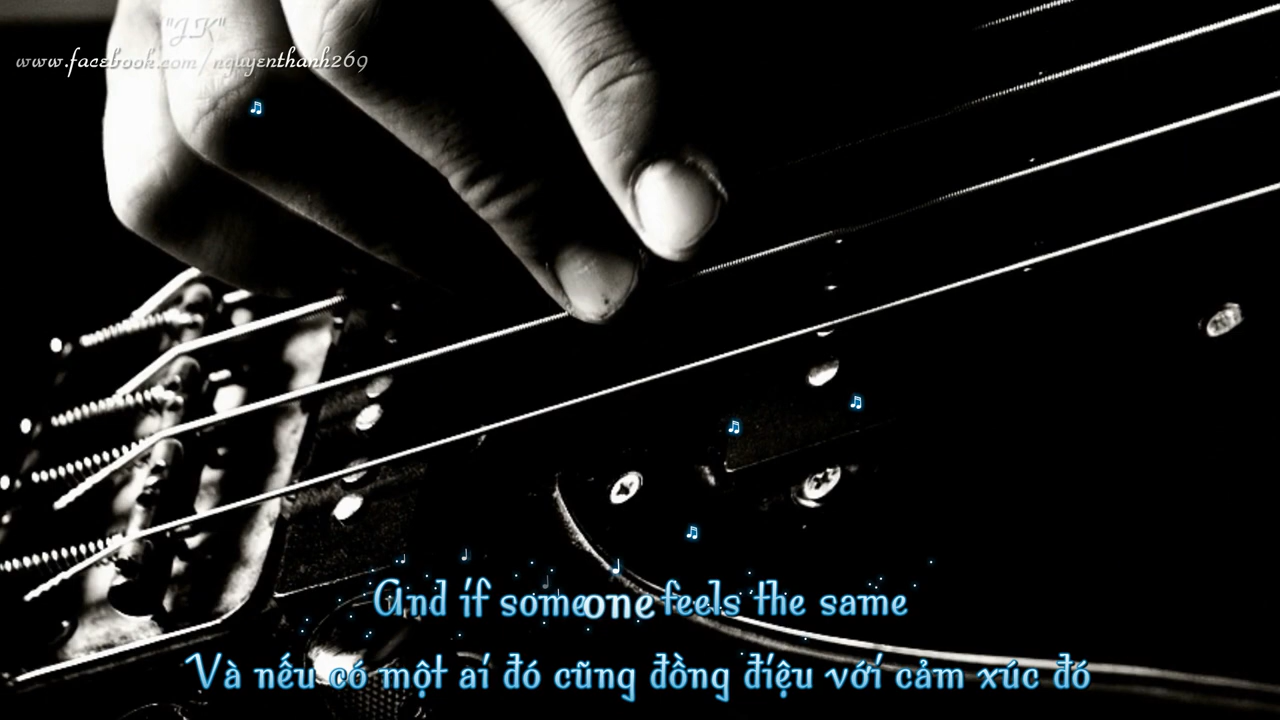 "J.K"
www.facebook.com/nguyenthanh269
And if someone feels the same
Và nếu có một ai đó cũng đồng điệu với cảm xúc đó